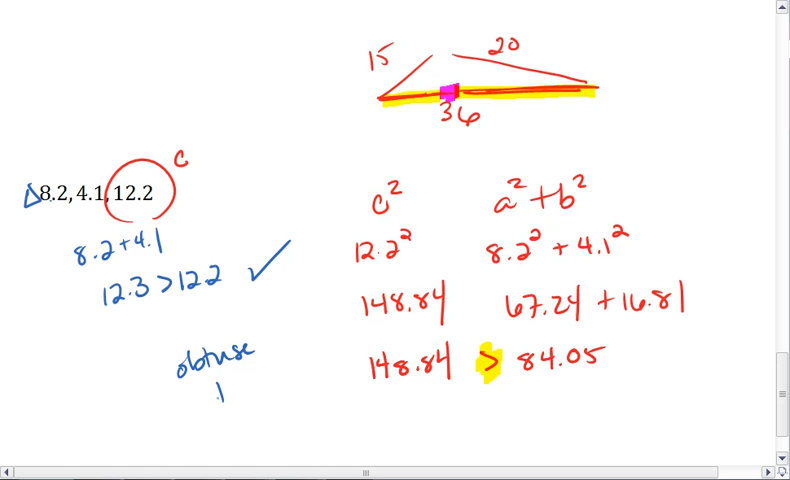 15 20
36
c
△8.2, 4.1, 12.2
c² a² + b²
8.2 + 4.1
12.2² 8.2² + 4.1²
12.3 > 12.2 ✓
148.84 67.24 + 16.81
obtuse
148.84 > 84.05